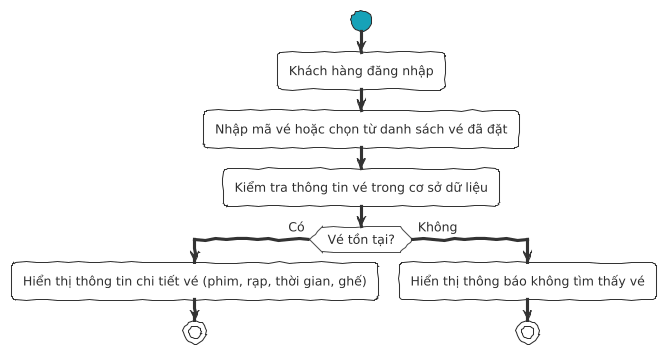 Khách hàng đăng nhập
Nhập mã vé hoặc chọn từ danh sách vé đã đặt
Kiểm tra thông tin vé trong cơ sở dữ liệu
Có
Vé tồn tại?
Không
Hiển thị thông tin chi tiết vé (phim, rạp, thời gian, ghế)
Hiển thị thông báo không tìm thấy vé